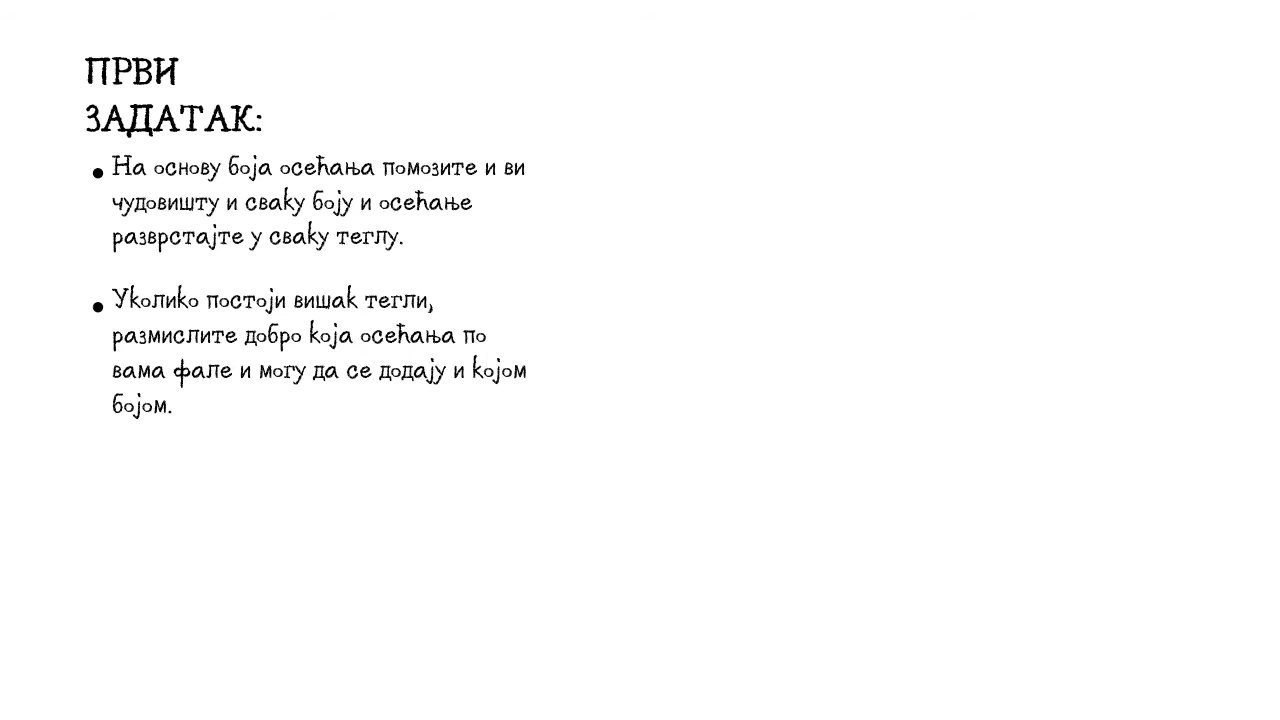 ПРВИ
ЗАДАТАК:
• На основу боја осећања помозите и ви
чудовишту и сваку боју и осећање
разврстајте у сваку теглу.
• Уколико постоји вишак тегли,
размислите добро која осећања по
вама фале и могу да се додају и којом
бојом.